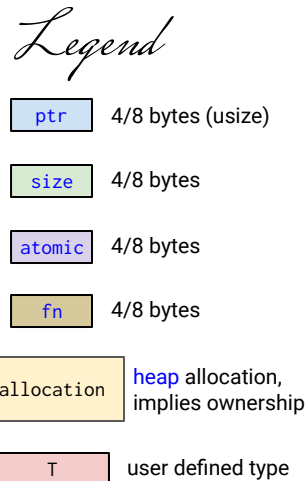 Legend
ptr 4/8 bytes (usize)
size 4/8 bytes
atomic 4/8 bytes
fn 4/8 bytes
allocation heap allocation,
implies ownership
T user defined type